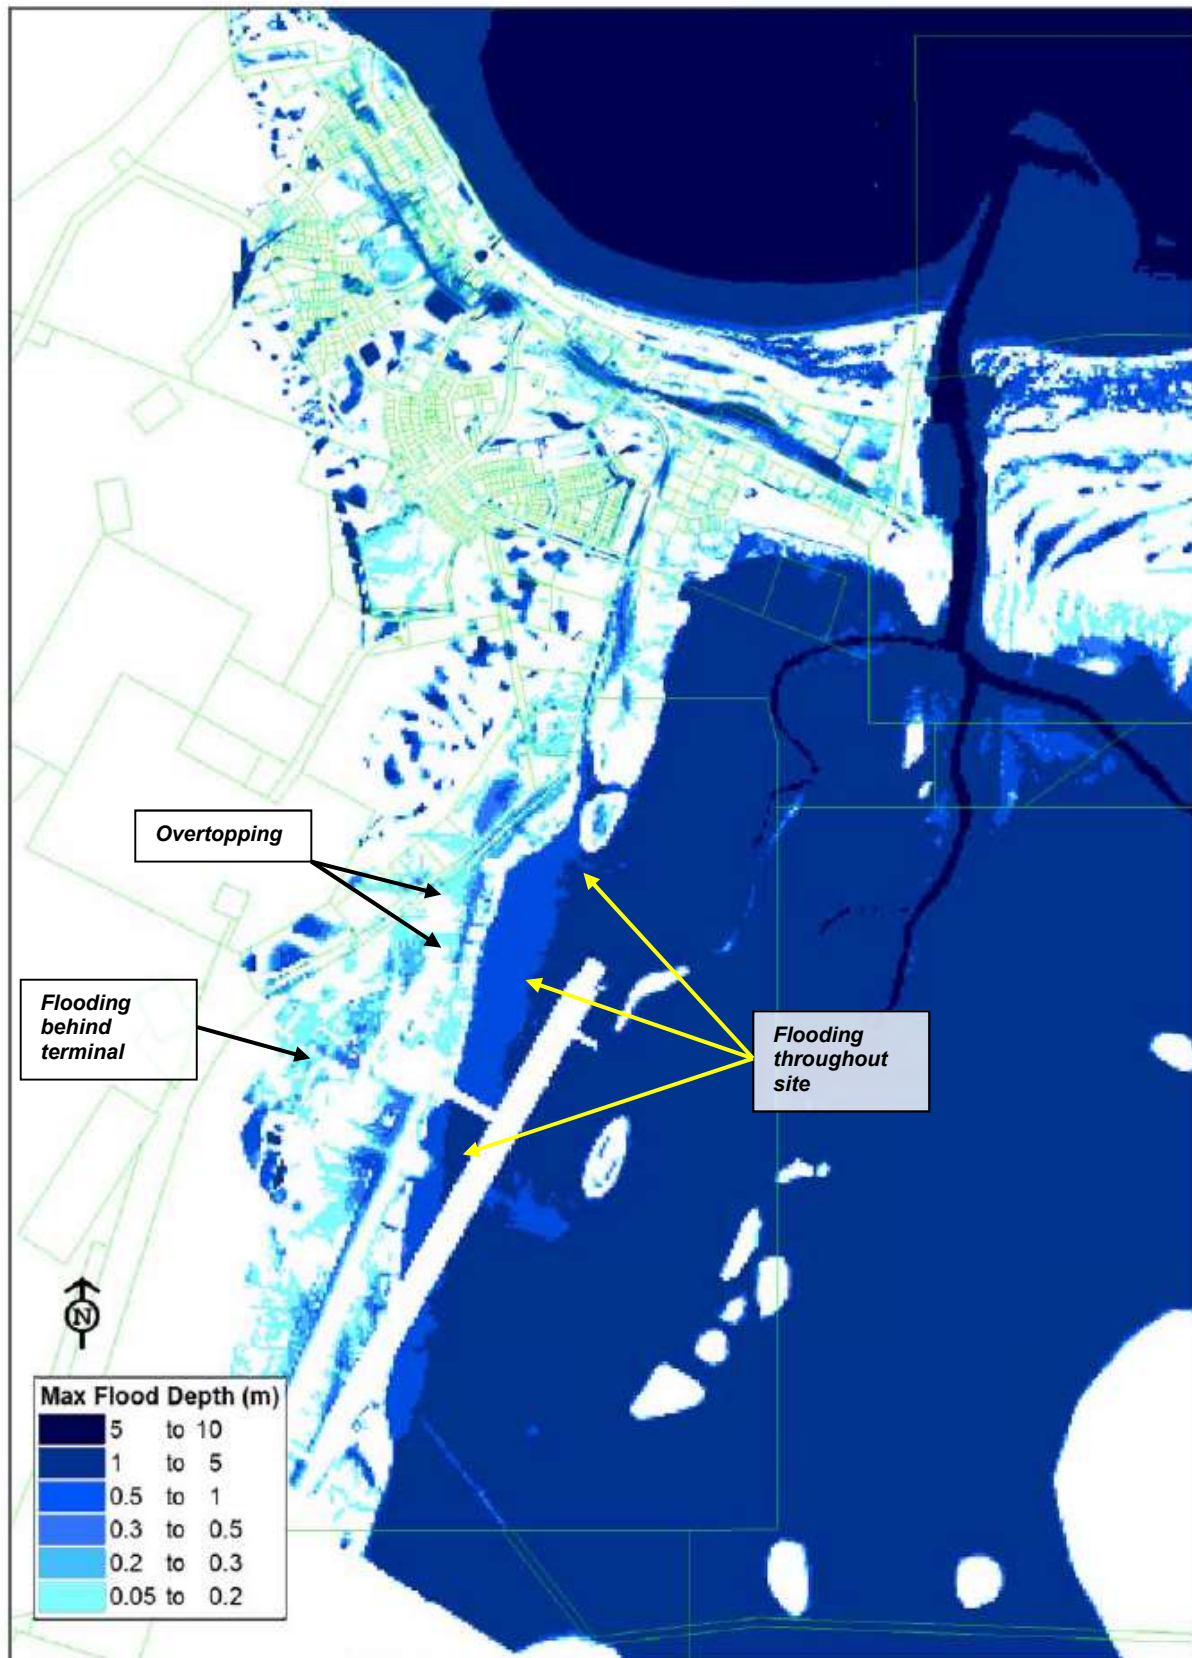 Overtopping
Flooding
behind
terminal
Flooding
throughout
site
N
Max Flood Depth (m)
5 to 10
1 to 5
0.5 to 1
0.3 to 0.5
0.2 to 0.3
0.05 to 0.2